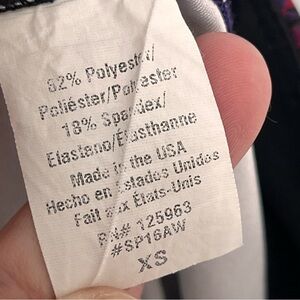 82% Polyester/
Poliéster/Polyester
18% Spandex/
Elastano/Élasthanne
Made in the USA
Hecho en Estados Unidos
Fait aux États-Unis
RN# 125963
#SP16AW
XS